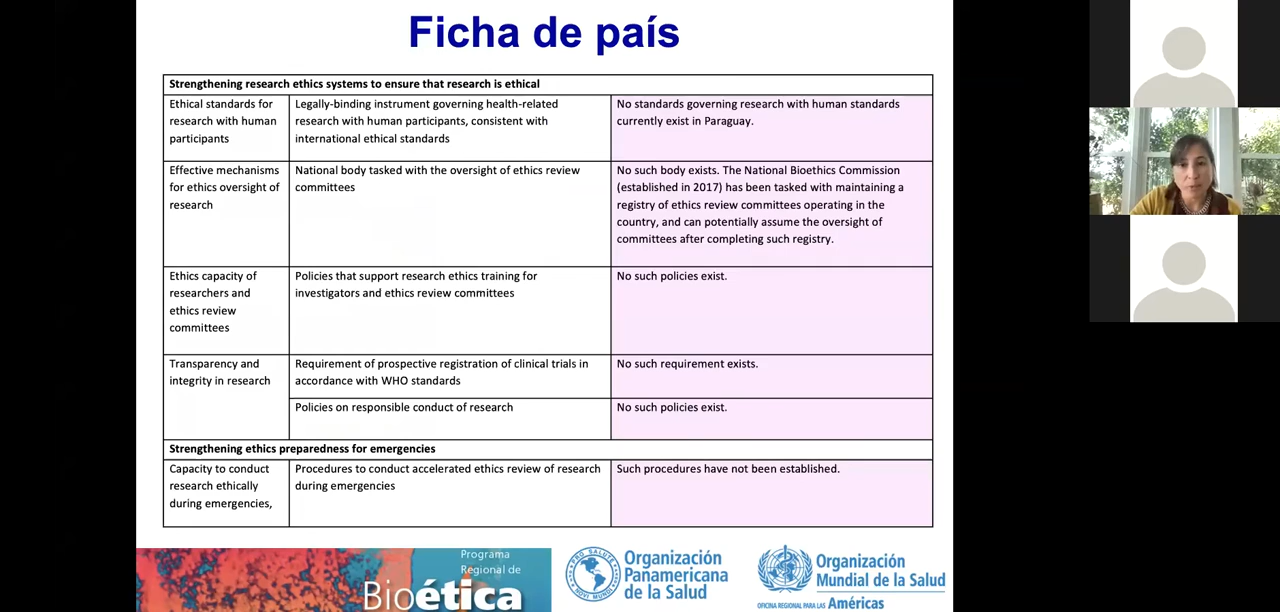 Ficha de país
Strengthening research ethics systems to ensure that research is ethical
Ethical standards for
research with human
participants
Legally-binding instrument governing health-related
research with human participants, consistent with
international ethical standards
No standards governing research with human standards
currently exist in Paraguay.
Effective mechanisms
for ethics oversight of
research
National body tasked with the oversight of ethics review
committees
No such body exists. The National Bioethics Commission
(established in 2017) has been tasked with maintaining a
registry of ethics review committees operating in the
country, and can potentially assume the oversight of
committees after completing such registry.
Ethics capacity of
researchers and
ethics review
committees
Policies that support research ethics training for
investigators and ethics review committees
No such policies exist.
Transparency and
integrity in research
Requirement of prospective registration of clinical trials in
accordance with WHO standards
No such requirement exists.
Policies on responsible conduct of research
No such policies exist.
Strengthening ethics preparedness for emergencies
Capacity to conduct
research ethically
during emergencies,
Procedures to conduct accelerated ethics review of research
during emergencies
Such procedures have not been established.
Programa
Regional de
Bioética
PRO SALUTE
NOVI MUNDI
Organización
Panamericana
de la Salud
Organización
Mundial de la Salud
OFICINA REGIONAL PARA LAS Américas